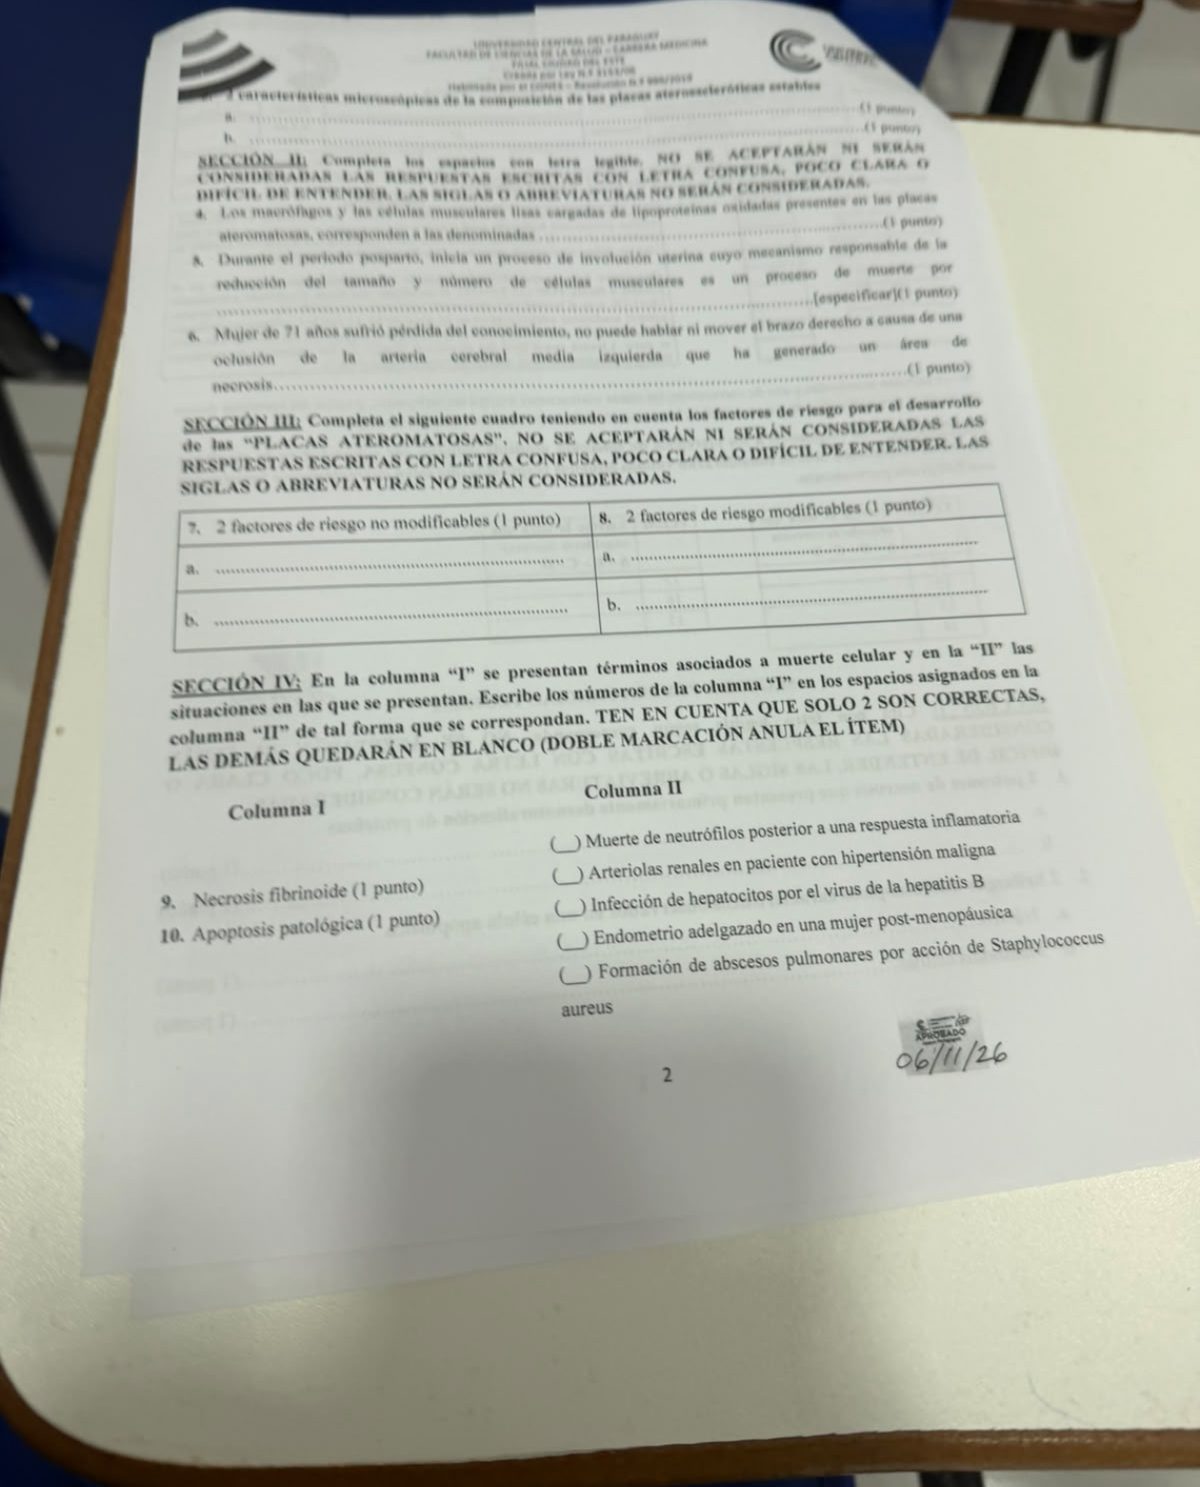 UNIVERSIDAD CENTRAL DEL PARAGUAY
FACULTAD DE CIENCIAS DE LA SALUD – CARRERA MEDICINA
FILIAL CIUDAD DEL ESTE
2 características microscópicas de la composición de las placas ateroescleróticas estables
a. (1 punto)
b. (1 punto)
SECCIÓN II: Completa los espacios con letra legible. NO SE ACEPTARÁN NI SERÁN
CONSIDERADAS LAS RESPUESTAS ESCRITAS CON LETRA CONFUSA, POCO CLARA O
DIFÍCIL DE ENTENDER. LAS SIGLAS O ABREVIATURAS NO SERÁN CONSIDERADAS.
4. Los macrófagos y las células musculares lisas cargadas de lipoproteínas oxidadas presentes en las placas
ateromatosas, corresponden a las denominadas (1 punto)
5. Durante el periodo posparto, inicia un proceso de involución uterina cuyo mecanismo responsable de la
reducción del tamaño y número de células musculares es un proceso de muerte por
[especificar](1 punto)
6. Mujer de 71 años sufrió pérdida del conocimiento, no puede hablar ni mover el brazo derecho a causa de una
oclusión de la arteria cerebral media izquierda que ha generado un área de
necrosis (1 punto)
SECCIÓN III: Completa el siguiente cuadro teniendo en cuenta los factores de riesgo para el desarrollo
de las “PLACAS ATEROMATOSAS”. NO SE ACEPTARÁN NI SERÁN CONSIDERADAS LAS
RESPUESTAS ESCRITAS CON LETRA CONFUSA, POCO CLARA O DIFÍCIL DE ENTENDER. LAS
SIGLAS O ABREVIATURAS NO SERÁN CONSIDERADAS.
7. 2 factores de riesgo no modificables (1 punto) 8. 2 factores de riesgo modificables (1 punto)
a. a.
b. b.
SECCIÓN IV: En la columna “I” se presentan términos asociados a muerte celular y en la “II” las
situaciones en las que se presentan. Escribe los números de la columna “I” en los espacios asignados en la
columna “II” de tal forma que se correspondan. TEN EN CUENTA QUE SOLO 2 SON CORRECTAS,
LAS DEMÁS QUEDARÁN EN BLANCO (DOBLE MARCACIÓN ANULA EL ÍTEM)
Columna I
Columna II
9. Necrosis fibrinoide (1 punto)
10. Apoptosis patológica (1 punto)
(__) Muerte de neutrófilos posterior a una respuesta inflamatoria
(__) Arteriolas renales en paciente con hipertensión maligna
(__) Infección de hepatocitos por el virus de la hepatitis B
(__) Endometrio adelgazado en una mujer post-menopáusica
(__) Formación de abscesos pulmonares por acción de Staphylococcus
aureus
APROBADO
06/11/26
2